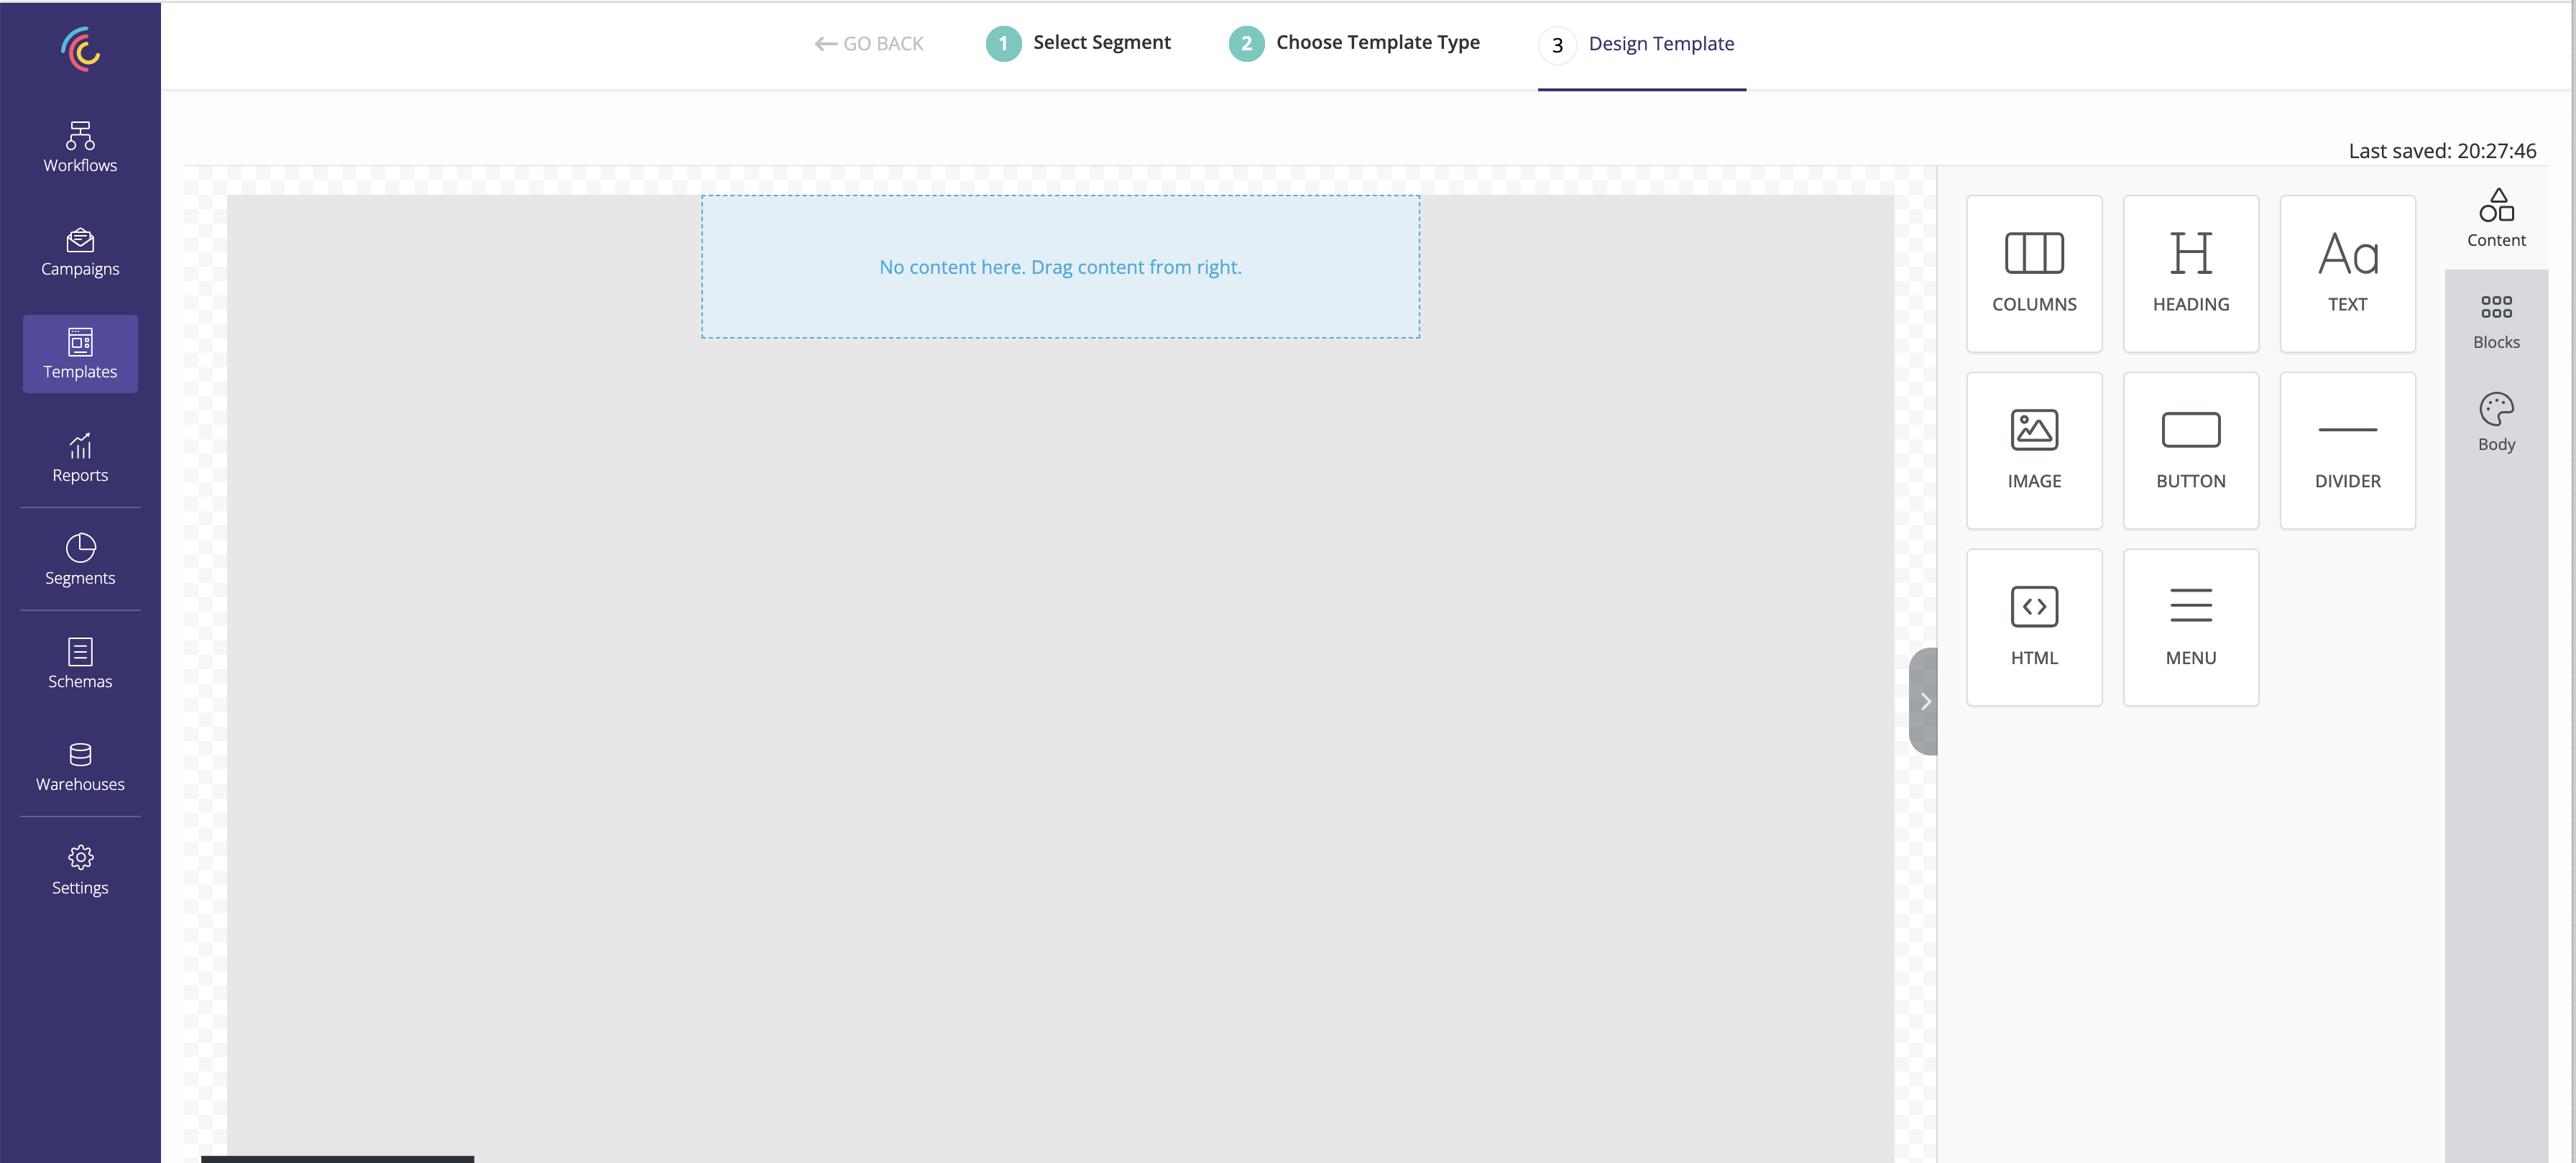 GO BACK
1 Select Segment
2 Choose Template Type
3 Design Template
Workflows
Campaigns
Templates
Reports
Segments
Schemas
Warehouses
Settings
Last saved: 20:27:46
No content here. Drag content from right.
COLUMNS
HEADING
TEXT
IMAGE
BUTTON
DIVIDER
HTML
MENU
Content
Blocks
Body